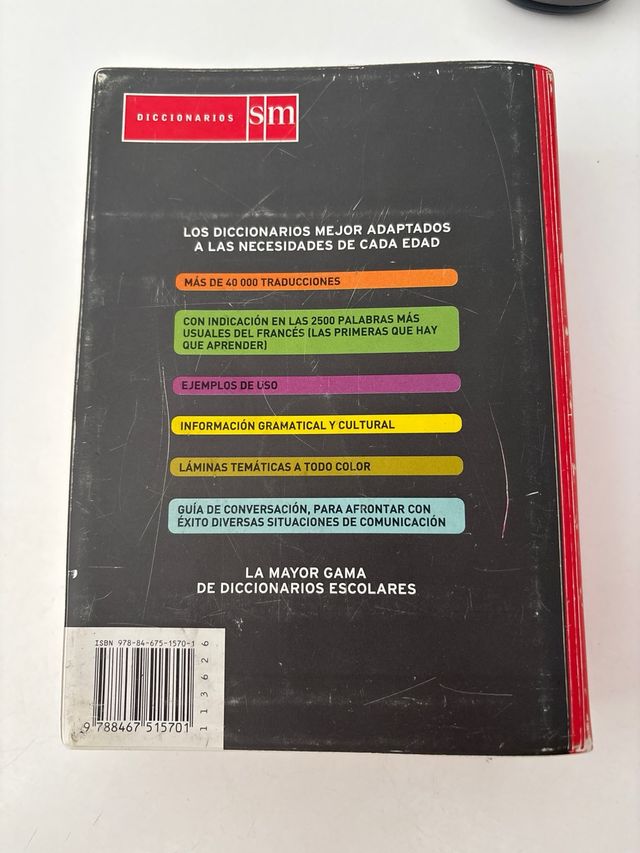 DICCIONARIOS sm
LOS DICCIONARIOS MEJOR ADAPTADOS
A LAS NECESIDADES DE CADA EDAD
MÁS DE 40 000 TRADUCCIONES
CON INDICACIÓN EN LAS 2500 PALABRAS MÁS
USUALES DEL FRANCÉS (LAS PRIMERAS QUE HAY
QUE APRENDER)
EJEMPLOS DE USO
INFORMACIÓN GRAMATICAL Y CULTURAL
LÁMINAS TEMÁTICAS A TODO COLOR
GUÍA DE CONVERSACIÓN, PARA AFRONTAR CON
ÉXITO DIVERSAS SITUACIONES DE COMUNICACIÓN
LA MAYOR GAMA
DE DICCIONARIOS ESCOLARES
ISBN 978-84-675-1570-1
9 788467 515701
113626